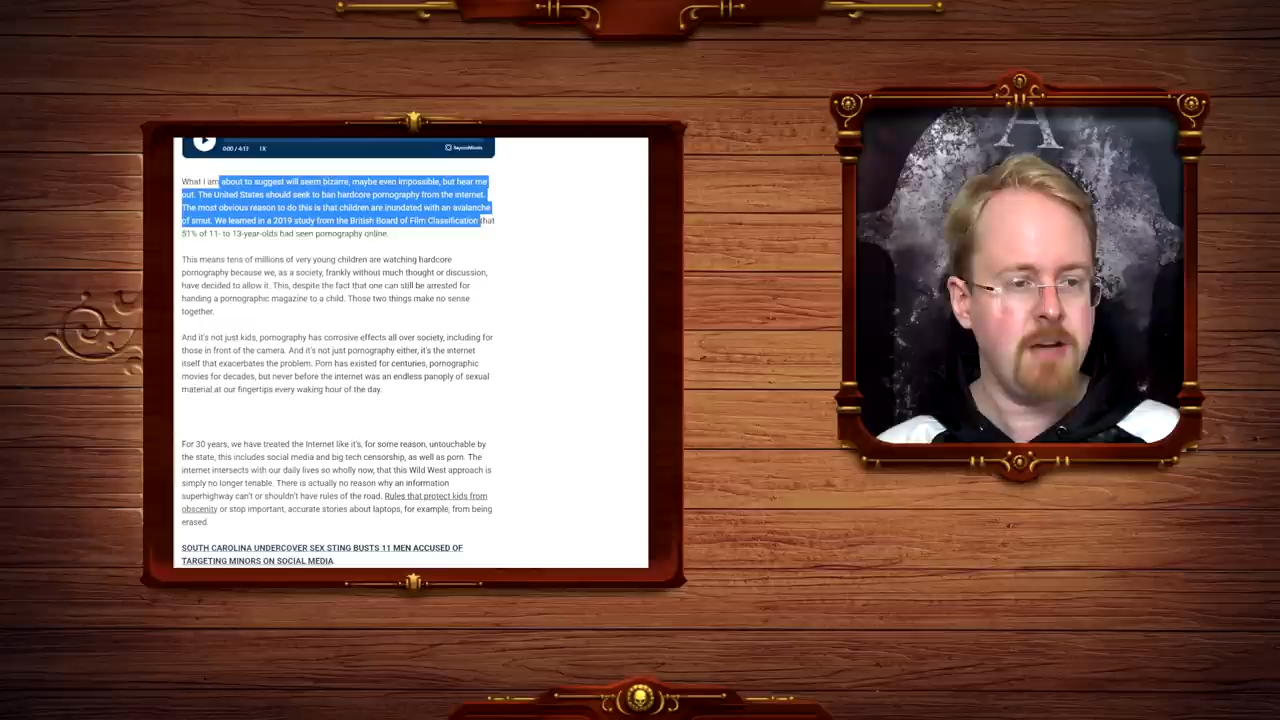 0:00 / 4:13 1X BeyondWords
What I am about to suggest will seem bizarre, maybe even impossible, but hear me
out. The United States should seek to ban hardcore pornography from the internet.
The most obvious reason to do this is that children are inundated with an avalanche
of smut. We learned in a 2019 study from the British Board of Film Classification that
51% of 11- to 13-year-olds had seen pornography online.
This means tens of millions of very young children are watching hardcore
pornography because we, as a society, frankly without much thought or discussion,
have decided to allow it. This, despite the fact that one can still be arrested for
handing a pornographic magazine to a child. Those two things make no sense
together.
And it's not just kids, pornography has corrosive effects all over society, including for
those in front of the camera. And it's not just pornography either, it's the internet
itself that exacerbates the problem. Porn has existed for centuries, pornographic
movies for decades, but never before the internet was an endless panoply of sexual
material at our fingertips every waking hour of the day.
For 30 years, we have treated the Internet like it's, for some reason, untouchable by
the state, this includes social media and big tech censorship, as well as porn. The
internet intersects with our daily lives so wholly now, that this Wild West approach is
simply no longer tenable. There is actually no reason why an information
superhighway can't or shouldn't have rules of the road. Rules that protect kids from
obscenity or stop important, accurate stories about laptops, for example, from being
erased.
SOUTH CAROLINA UNDERCOVER SEX STING BUSTS 11 MEN ACCUSED OF
TARGETING MINORS ON SOCIAL MEDIA
A